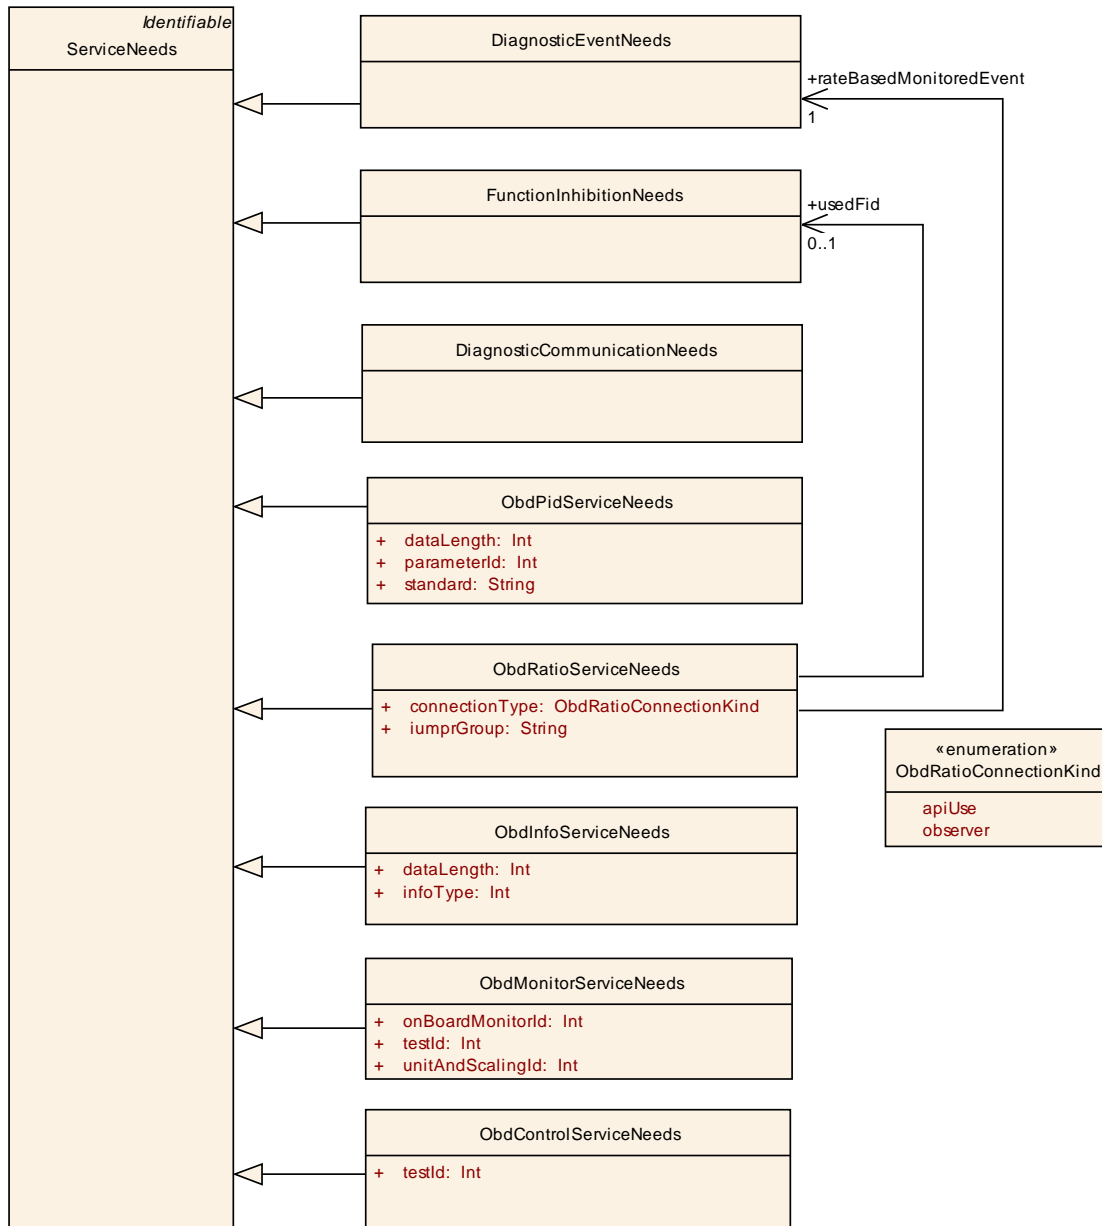 Identifiable
ServiceNeeds
DiagnosticEventNeeds
+rateBasedMonitoredEvent
1
FunctionInhibitionNeeds
+usedFid
0..1
DiagnosticCommunicationNeeds
ObdPidServiceNeeds
+ dataLength: Int
+ parameterId: Int
+ standard: String
ObdRatioServiceNeeds
+ connectionType: ObdRatioConnectionKind
+ iumprGroup: String
«enumeration»
ObdRatioConnectionKind
apiUse
observer
ObdInfoServiceNeeds
+ dataLength: Int
+ infoType: Int
ObdMonitorServiceNeeds
+ onBoardMonitorId: Int
+ testId: Int
+ unitAndScalingId: Int
ObdControlServiceNeeds
+ testId: Int